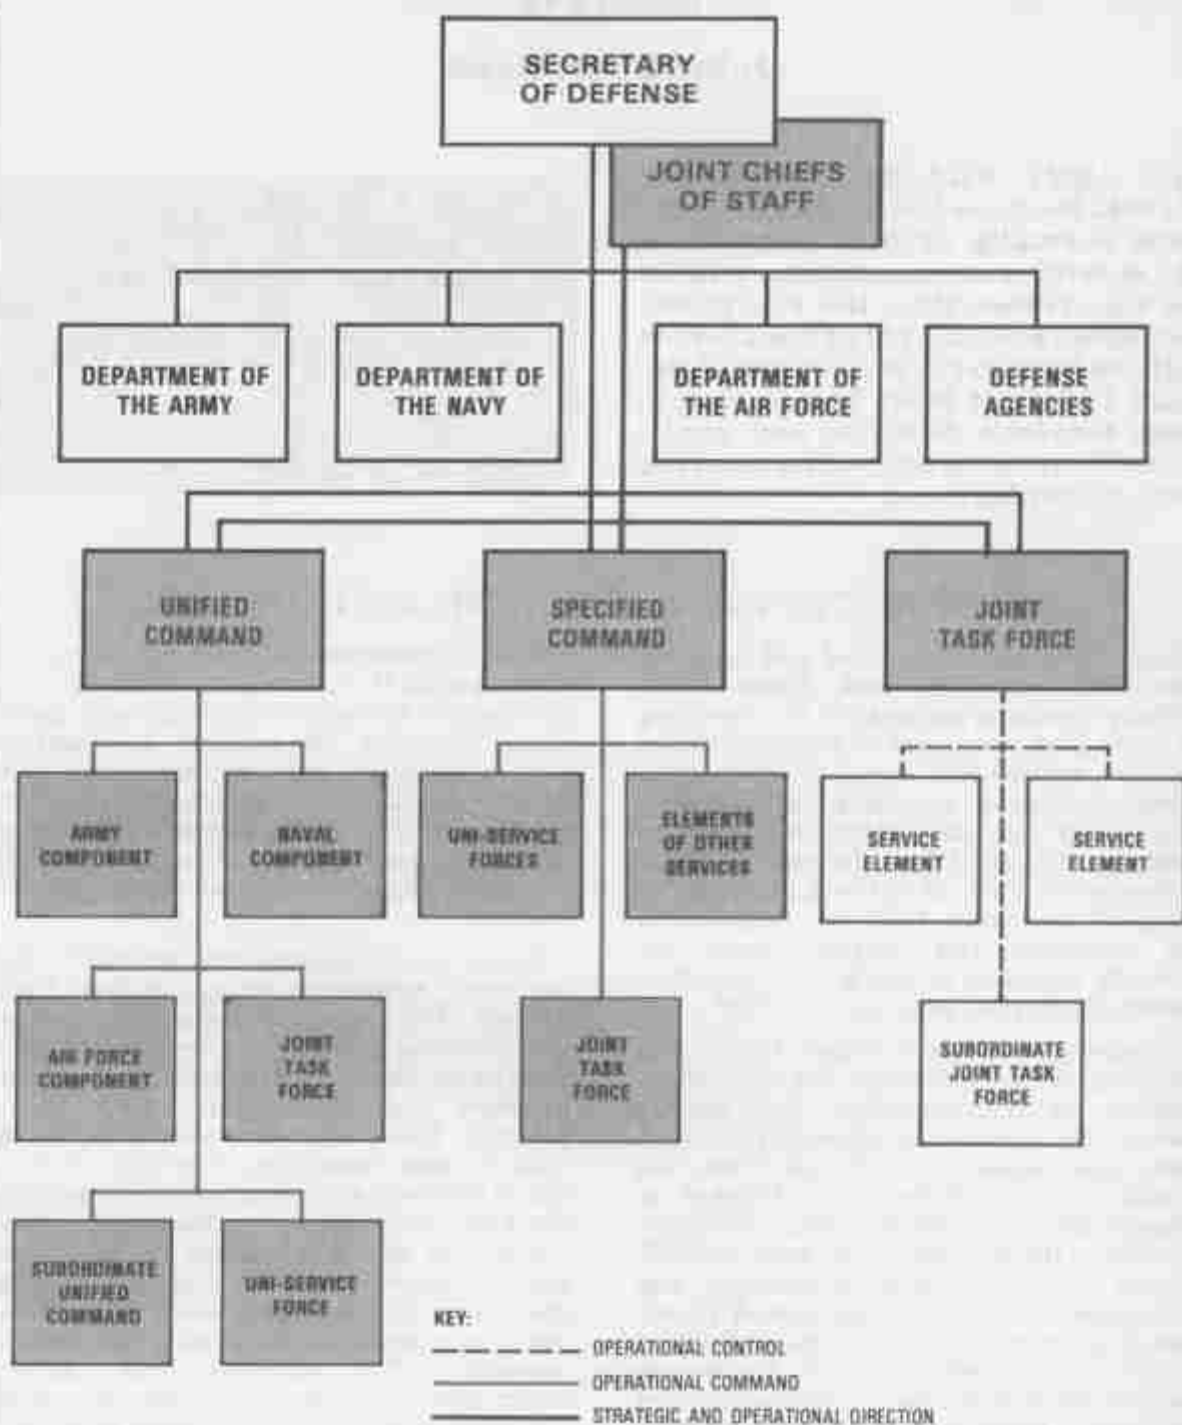 SECRETARY
OF DEFENSE
JOINT CHIEFS
OF STAFF
DEPARTMENT OF
THE ARMY
DEPARTMENT OF
THE NAVY
DEPARTMENT OF
THE AIR FORCE
DEFENSE
AGENCIES
UNIFIED
COMMAND
SPECIFIED
COMMAND
JOINT
TASK FORCE
ARMY
COMPONENT
NAVAL
COMPONENT
UNI-SERVICE
FORCES
ELEMENTS
OF OTHER
SERVICES
SERVICE
ELEMENT
SERVICE
ELEMENT
AIR FORCE
COMPONENT
JOINT
TASK
FORCE
JOINT
TASK
FORCE
SUBORDINATE
JOINT TASK
FORCE
SUBORDINATE
UNIFIED
COMMAND
UNI-SERVICE
FORCE
KEY:
OPERATIONAL CONTROL
OPERATIONAL COMMAND
STRATEGIC AND OPERATIONAL DIRECTION